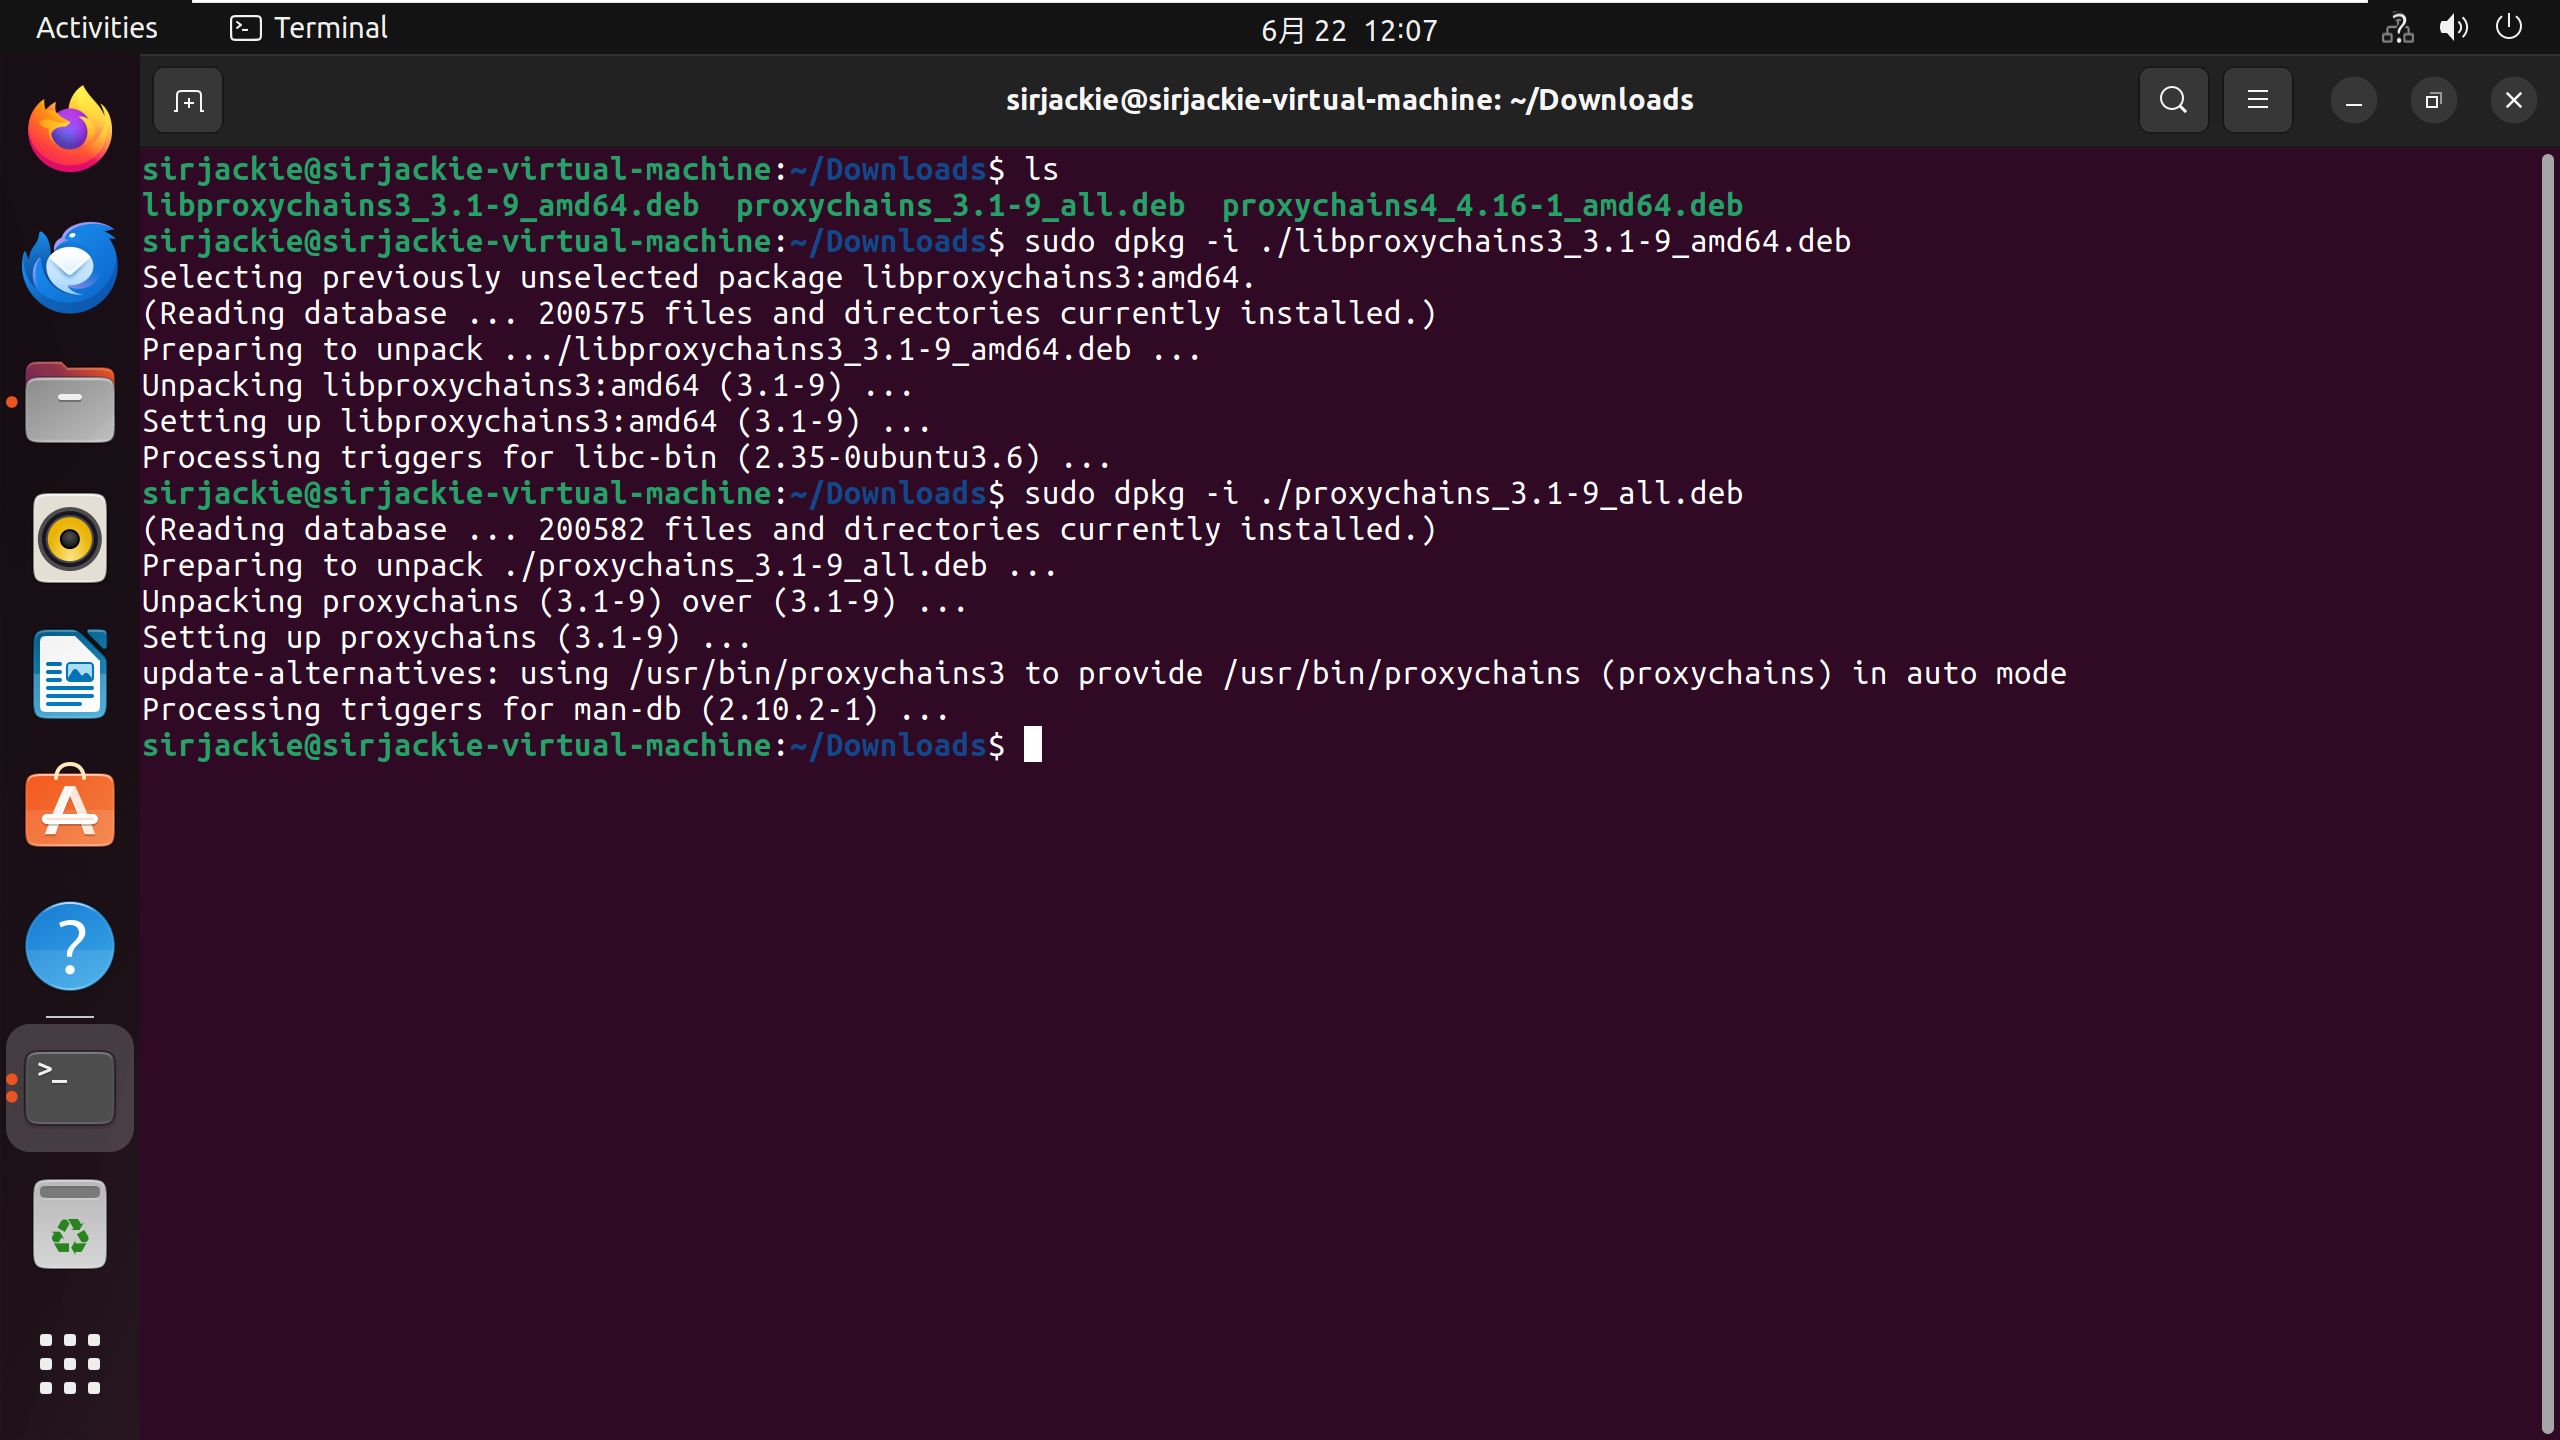 Activities
Terminal
6月 22 12:07
sirjackie@sirjackie-virtual-machine: ~/Downloads
sirjackie@sirjackie-virtual-machine:~/Downloads$ ls
libproxychains3_3.1-9_amd64.deb  proxychains_3.1-9_all.deb  proxychains4_4.16-1_amd64.deb
sirjackie@sirjackie-virtual-machine:~/Downloads$ sudo dpkg -i ./libproxychains3_3.1-9_amd64.deb
Selecting previously unselected package libproxychains3:amd64.
(Reading database ... 200575 files and directories currently installed.)
Preparing to unpack .../libproxychains3_3.1-9_amd64.deb ...
Unpacking libproxychains3:amd64 (3.1-9) ...
Setting up libproxychains3:amd64 (3.1-9) ...
Processing triggers for libc-bin (2.35-0ubuntu3.6) ...
sirjackie@sirjackie-virtual-machine:~/Downloads$ sudo dpkg -i ./proxychains_3.1-9_all.deb
(Reading database ... 200582 files and directories currently installed.)
Preparing to unpack ./proxychains_3.1-9_all.deb ...
Unpacking proxychains (3.1-9) over (3.1-9) ...
Setting up proxychains (3.1-9) ...
update-alternatives: using /usr/bin/proxychains3 to provide /usr/bin/proxychains (proxychains) in auto mode
Processing triggers for man-db (2.10.2-1) ...
sirjackie@sirjackie-virtual-machine:~/Downloads$